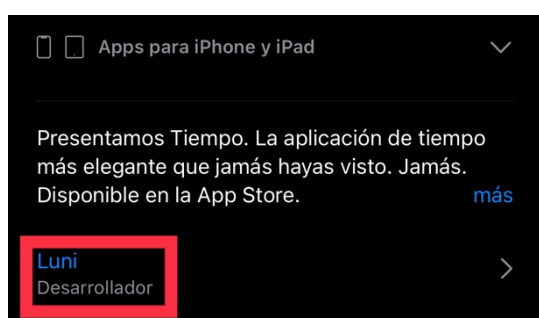 Apps para iPhone y iPad
Presentamos Tiempo. La aplicación de tiempo
más elegante que jamás hayas visto. Jamás.
Disponible en la App Store. más
Luni
Desarrollador